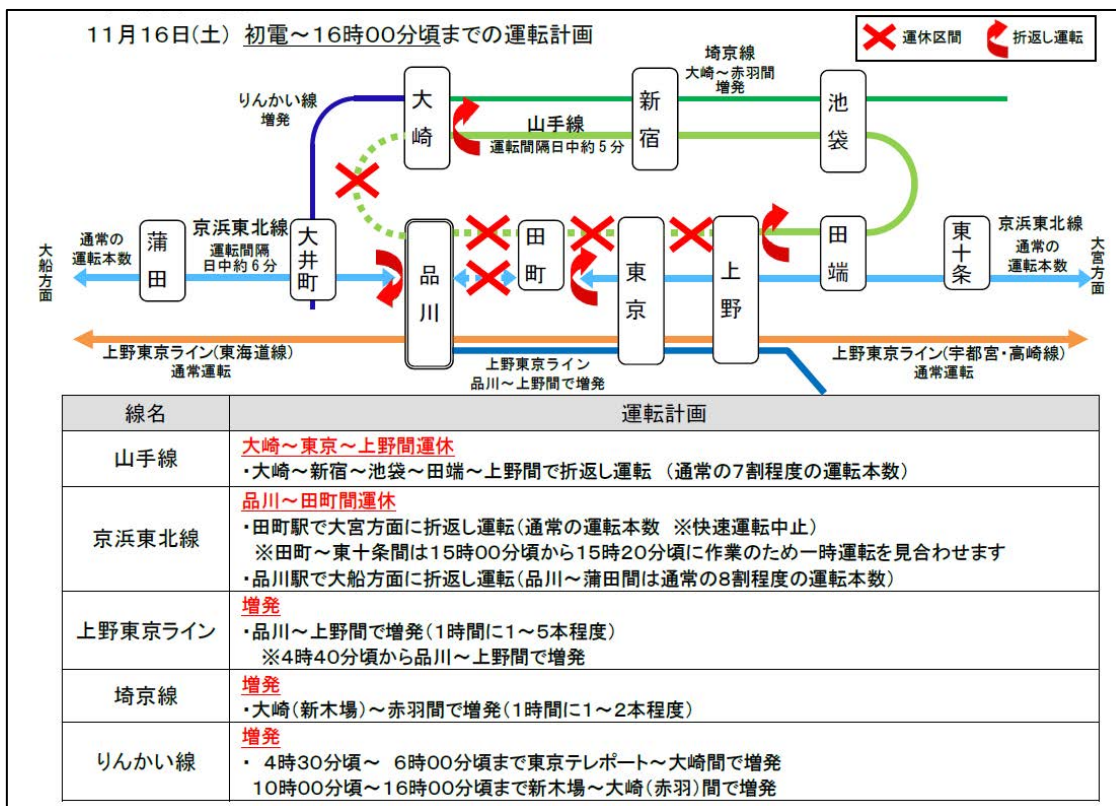 11月16日(土) 初電～16時00分頃までの運転計画
運休区間
折返し運転
埼京線
大崎～赤羽間
増発
りんかい線
増発
大崎
新宿
池袋
山手線
運転間隔日中約5分
大船方面
通常の
運転本数
蒲田
京浜東北線
運転間隔
日中約6分
大井町
品川
田町
東京
上野
田端
東十条
京浜東北線
通常の
運転本数
大宮方面
上野東京ライン(東海道線)
通常運転
上野東京ライン
品川～上野間で増発
上野東京ライン(宇都宮・高崎線)
通常運転
線名 運転計画
山手線
大崎～東京～上野間運休
・大崎～新宿～池袋～田端～上野間で折返し運転 (通常の7割程度の運転本数)
京浜東北線
品川～田町間運休
・田町駅で大宮方面に折返し運転(通常の運転本数 ※快速運転中止)
※田町～東十条間は15時00分頃から15時20分頃に作業のため一時運転を見合わせます
・品川駅で大船方面に折返し運転(品川～蒲田間は通常の8割程度の運転本数)
上野東京ライン
増発
・品川～上野間で増発(1時間に1～5本程度)
※4時40分頃から品川～上野間で増発
埼京線
増発
・大崎(新木場)～赤羽間で増発(1時間に1～2本程度)
りんかい線
増発
・ 4時30分頃～ 6時00分頃まで東京テレポート～大崎間で増発
10時00分頃～16時00分頃まで新木場～大崎(赤羽)間で増発